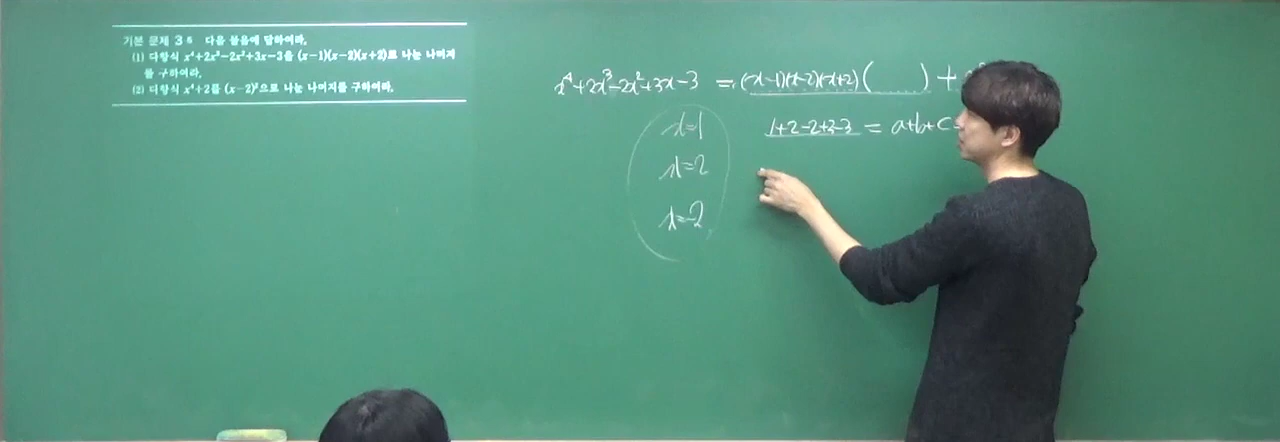 기본 문제 3 6 다음 물음에 답하여라.
(1) 다항식 x⁴+2x³−2x²+3x−3을 (x−1)(x−2)(x+2)로 나눈 나머지
를 구하여라.
(2) 다항식 x⁴+2를 (x−2)²으로 나눈 나머지를 구하여라.
x⁴+2x³−2x²+3x−3 = (x−1)(x−2)(x+2)( ) +
x=1 1+2−2+3−3 = a+b+c
x=2
x=−2